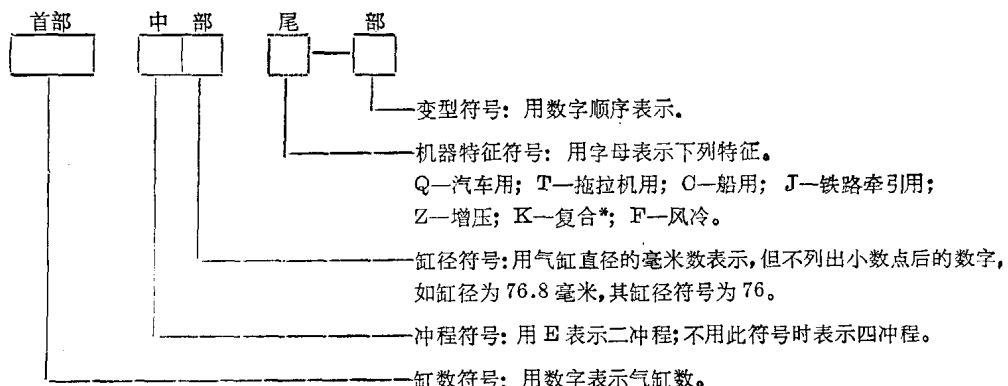 首部 中 部 尾 部
变型符号：用数字顺序表示。
机器特征符号：用字母表示下列特征。
Q—汽车用；T—拖拉机用；C—船用；J—铁路牵引用；
Z—增压；K—复合*；F—风冷。
缸径符号：用气缸直径的毫米数表示，但不列出小数点后的数字，
如缸径为 76.8 毫米，其缸径符号为 76。
冲程符号：用 E 表示二冲程；不用此符号时表示四冲程。
缸数符号：用数字表示气缸数。